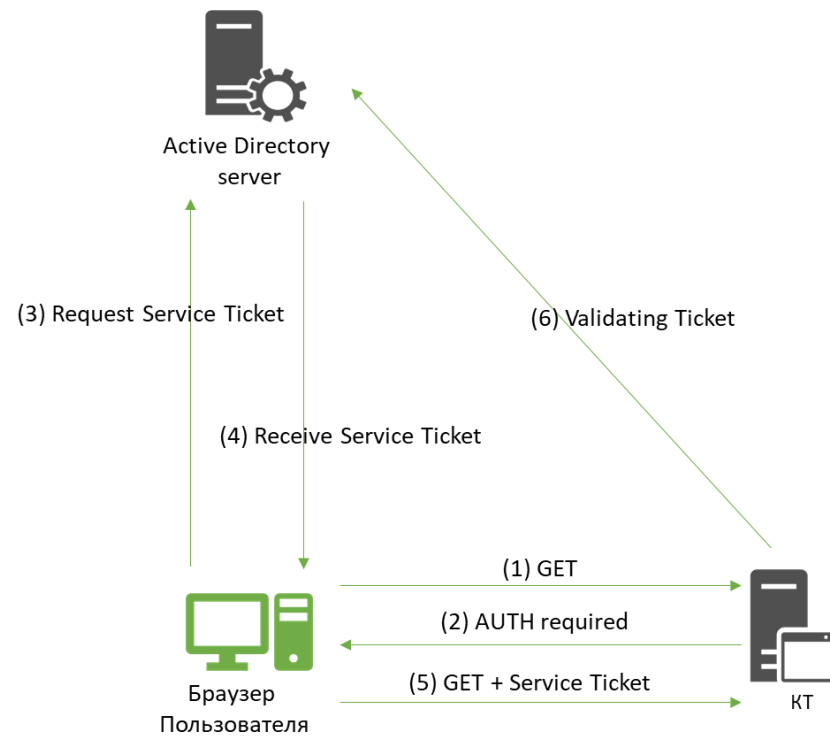 Active Directory
server
(3) Request Service Ticket
(6) Validating Ticket
(4) Receive Service Ticket
(1) GET
(2) AUTH required
(5) GET + Service Ticket
Браузер
Пользователя
КТ